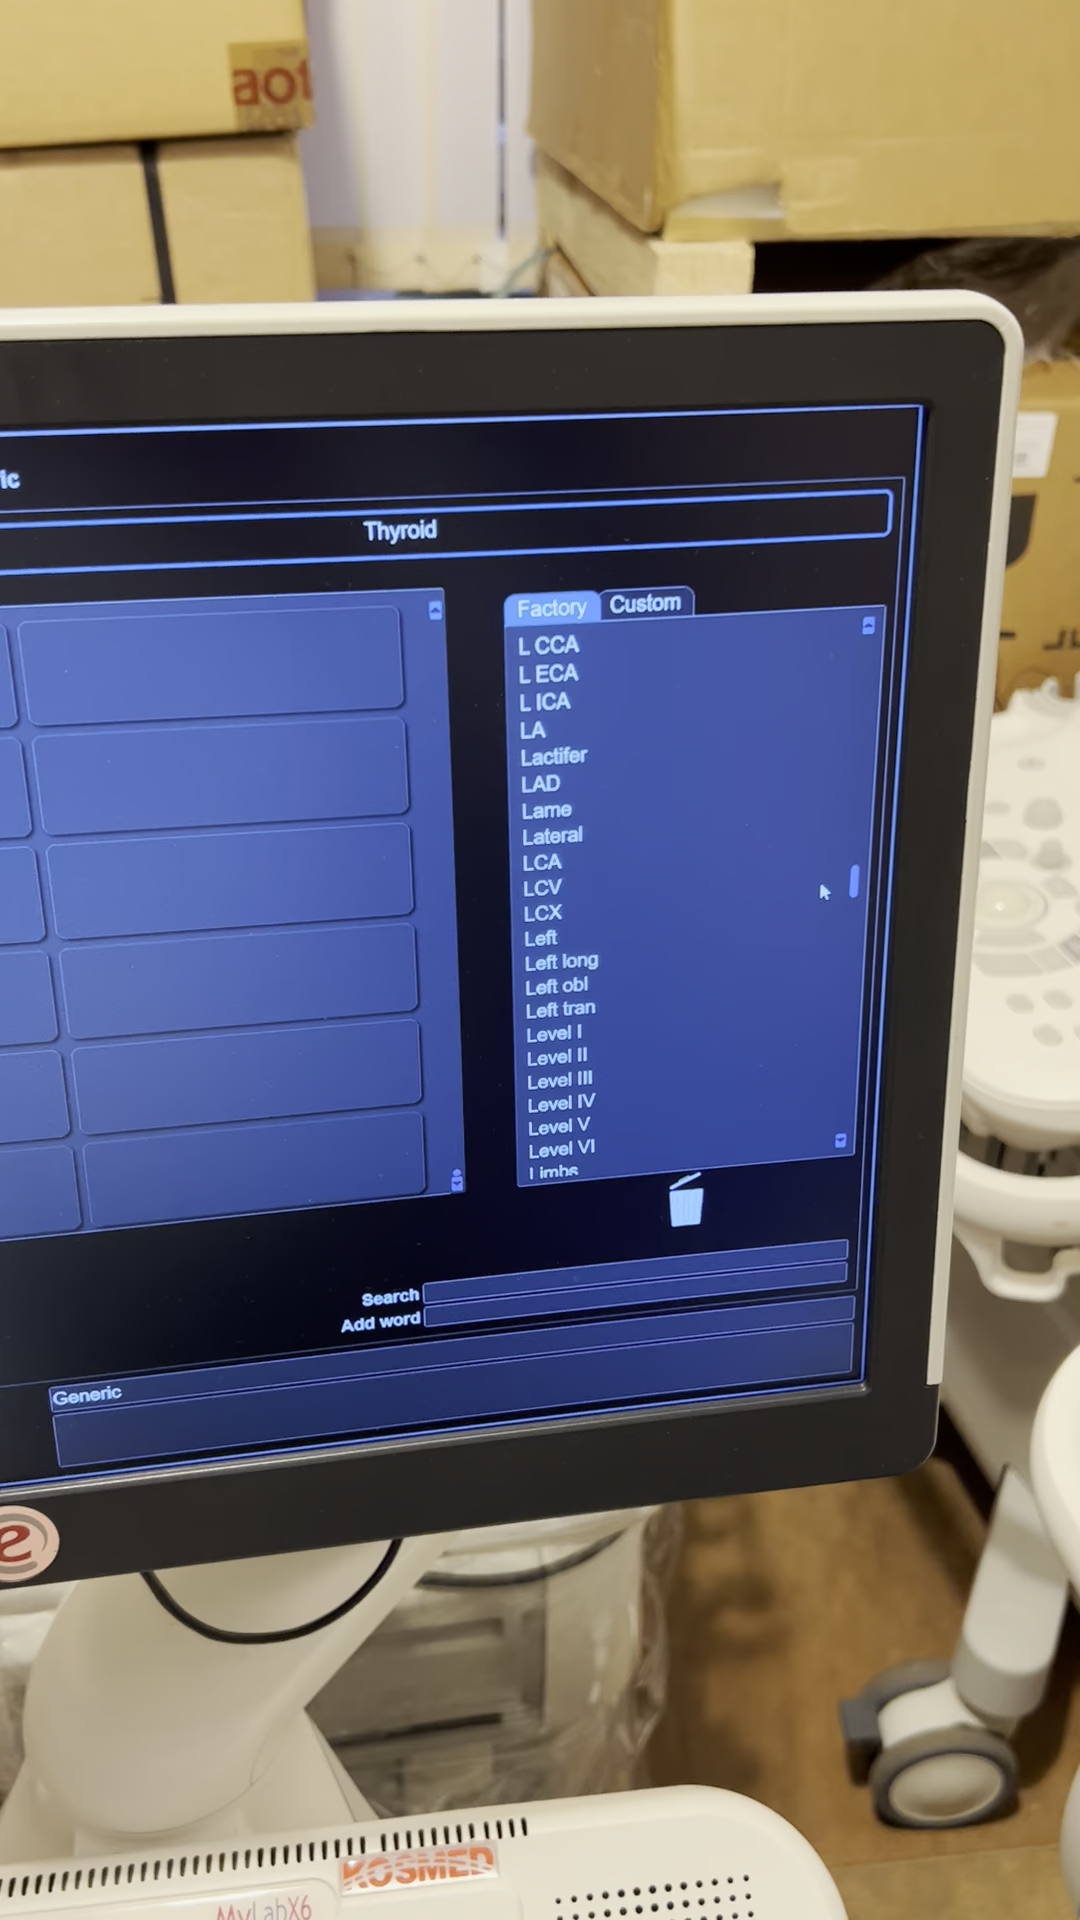 aot
ic
Thyroid
Factory
Custom
L CCA
L ECA
L ICA
LA
Lactifer
LAD
Lame
Lateral
LCA
LCV
LCX
Left
Left long
Left obl
Left tran
Level I
Level II
Level III
Level IV
Level V
Level VI
Limbs
Search
Add word
Generic
e
KOSMED
MyLabX6